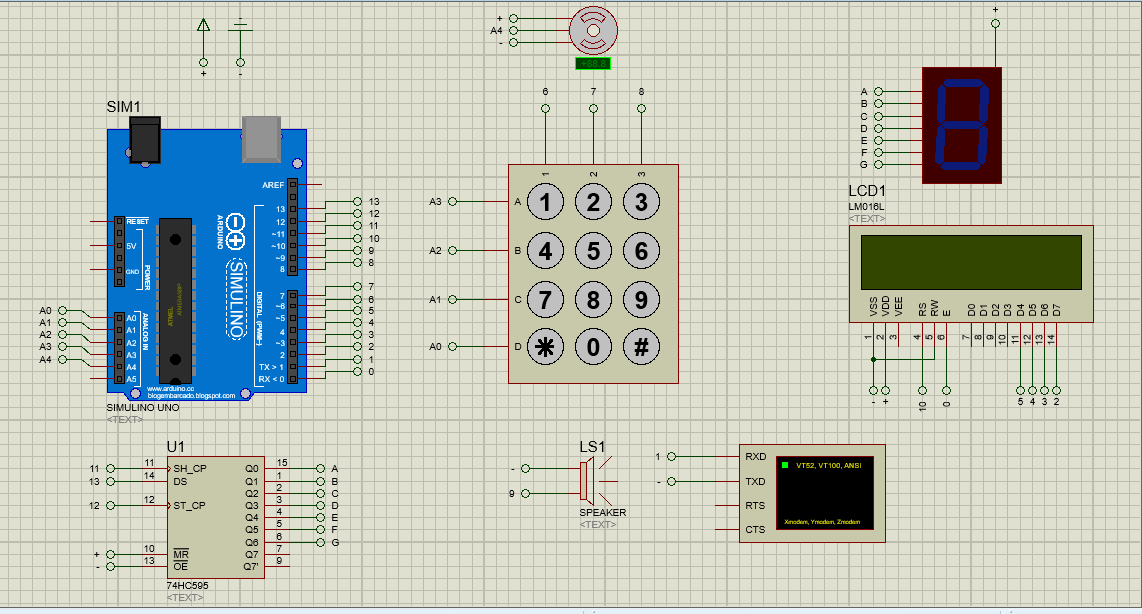 +
A4
-
+88.8
+
-
+
6
7
8
A
B
C
D
E
F
G
SIM1
AREF
13
12
~11
~10
~9
8
7
~6
~5
4
~3
2
TX > 1
RX < 0
13
12
11
10
9
8
7
6
5
4
3
2
1
0
RESET
5V
GND
POWER
ANALOG IN
A0
A1
A2
A3
A4
A5
A0
A1
A2
A3
A4
ARDUINO
SIMUINO
DIGITAL (PWM~)
ATMEL
www.arduino.cc
blogembarcado.blogspot.com
SIMULINO UNO
<TEXT>
1
2
3
A3
A
1
2
3
A2
B
4
5
6
A1
C
7
8
9
A0
D
*
0
#
LCD1
LM016L
<TEXT>
VSS
VDD
VEE
RS
RW
E
D0
D1
D2
D3
D4
D5
D6
D7
1
2
3
4
5
6
7
8
9
10
11
12
13
14
-
+
10
0
5
4
3
2
U1
11
11
SH_CP
Q0
15
A
13
14
DS
Q1
1
B
Q2
2
C
12
12
ST_CP
Q3
3
D
Q4
4
E
Q5
5
F
Q6
6
G
+
10
MR
Q7
7
-
13
OE
Q7'
9
74HC595
<TEXT>
LS1
-
9
SPEAKER
<TEXT>
1
RXD
-
TXD
RTS
CTS
VT52, VT100, ANSI
Xmodem, Ymodem, Zmodem